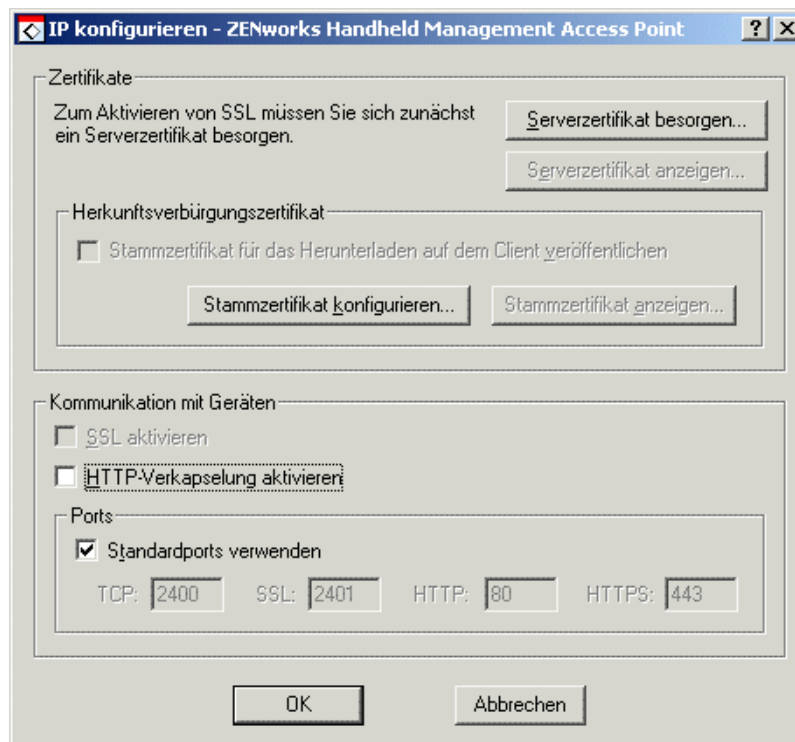 IP konfigurieren - ZENworks Handheld Management Access Point
Zertifikate
Zum Aktivieren von SSL müssen Sie sich zunächst
ein Serverzertifikat besorgen.
Serverzertifikat besorgen...
Serverzertifikat anzeigen...
Herkunftsverbürgungszertifikat
Stammzertifikat für das Herunterladen auf dem Client veröffentlichen
Stammzertifikat konfigurieren...
Stammzertifikat anzeigen...
Kommunikation mit Geräten
SSL aktivieren
HTTP-Verkapselung aktivieren
Ports
Standardports verwenden
TCP: 2400 SSL: 2401 HTTP: 80 HTTPS: 443
OK
Abbrechen